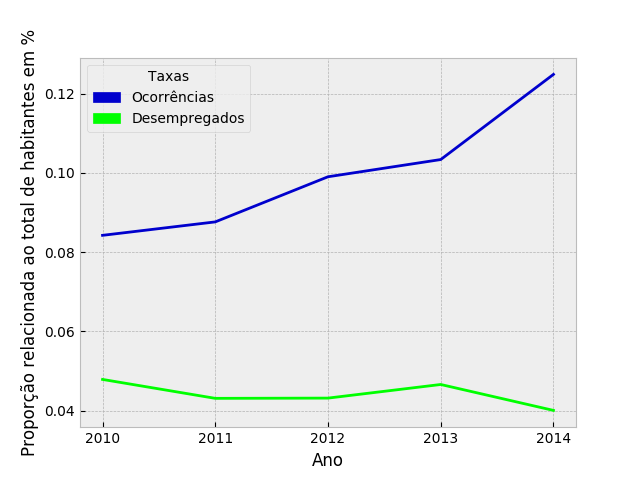 Proporção relacionada ao total de habitantes em %
Taxas
Ocorrências
Desempregados
0.12
0.10
0.08
0.06
0.04
2010 2011 2012 2013 2014
Ano